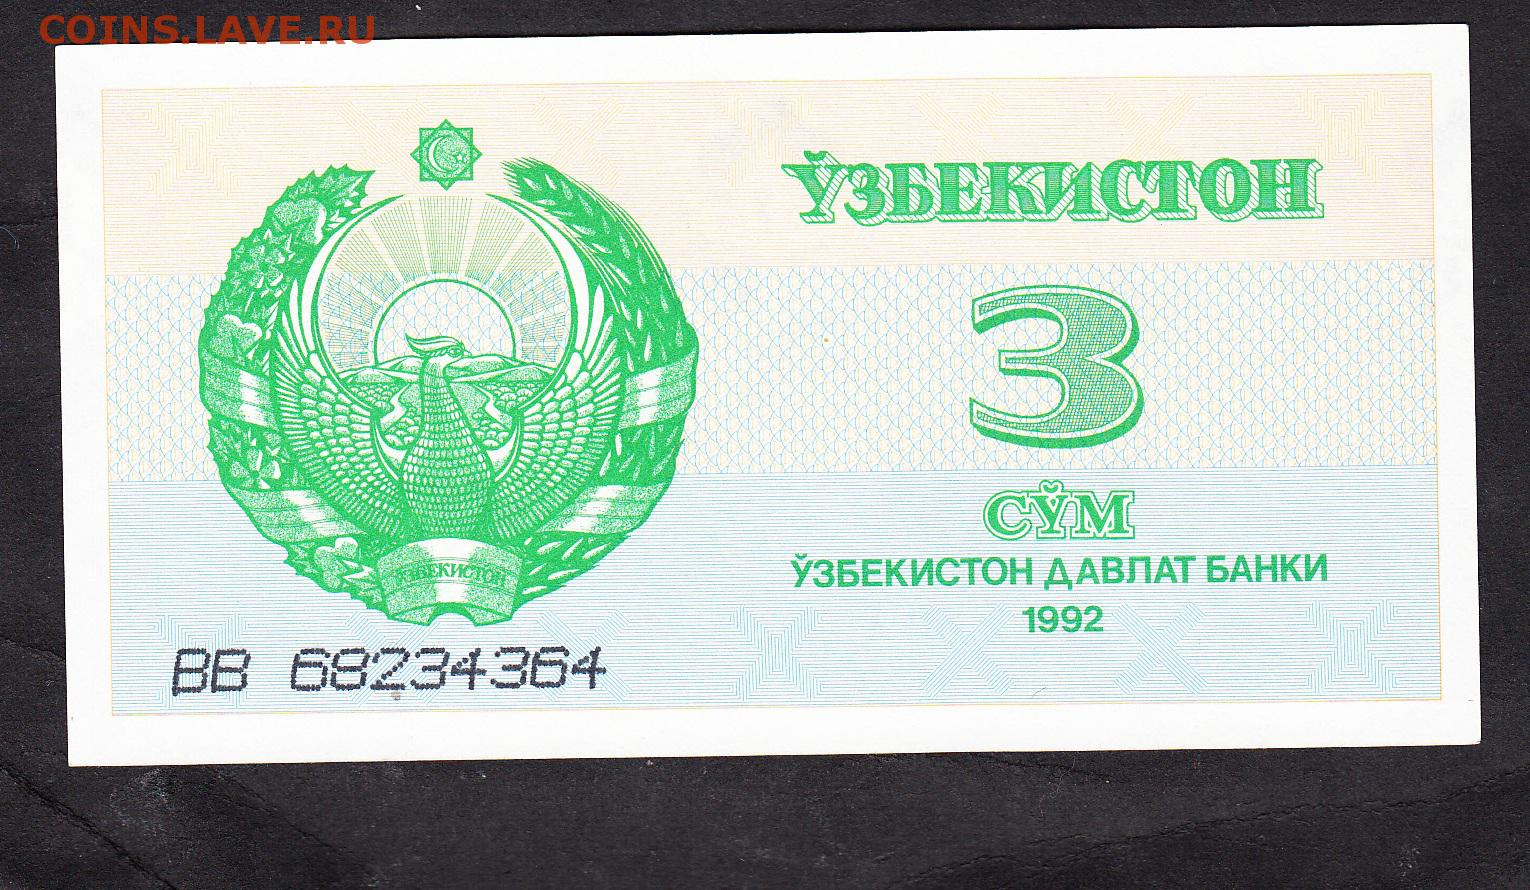 COINS.LAVE.RU
ЎЗБЕКИСТОН
3
СЎМ
ЎЗБЕКИСТОН ДАВЛАТ БАНКИ
1992
ЎЗБЕКИСТОН
ВВ 68234364